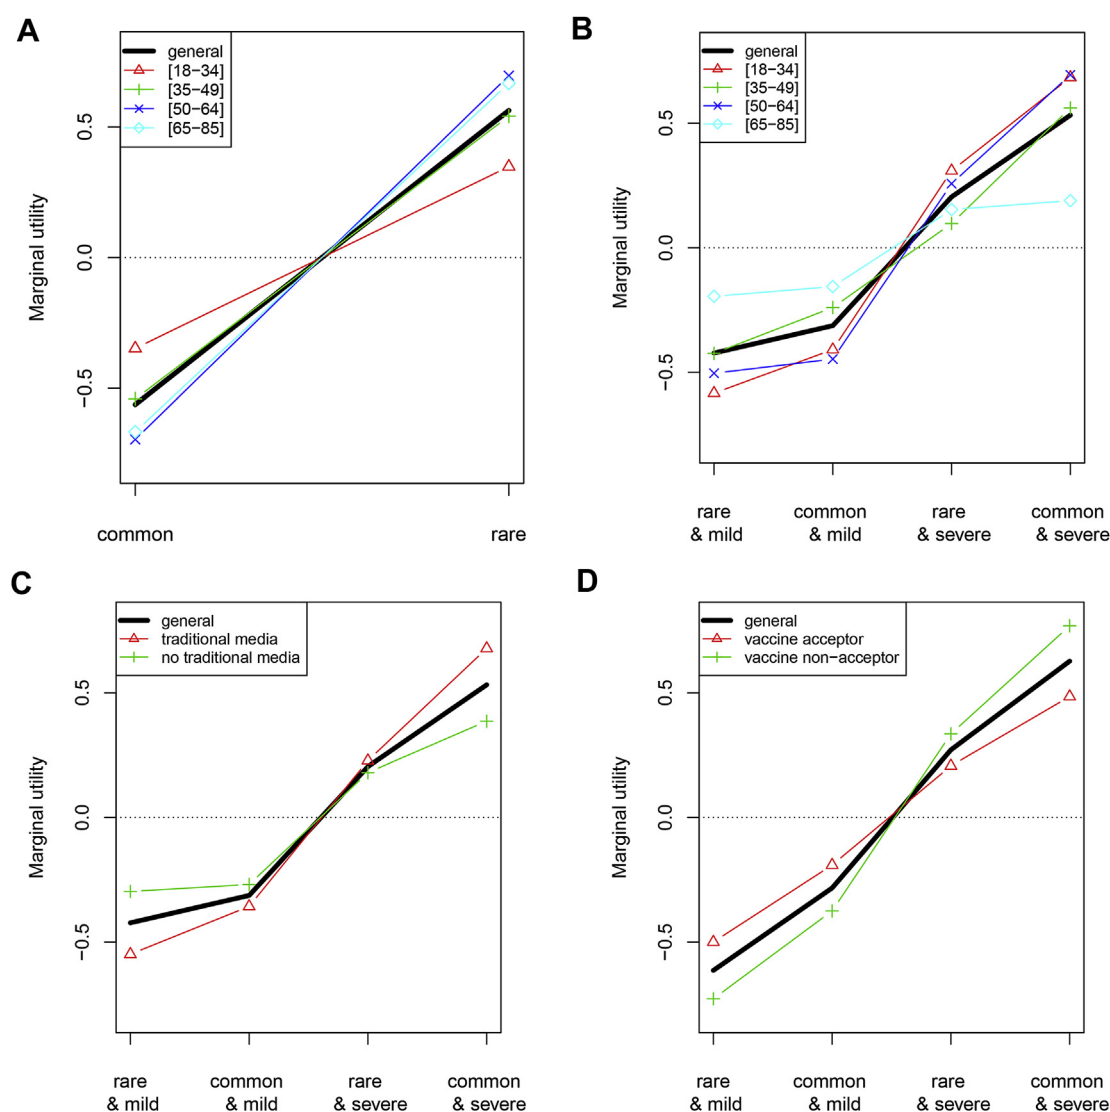 A
general
[18−34]
[35−49]
[50−64]
[65−85]
Marginal utility
0.5
0.0
−0.5
common
rare
B
general
[18−34]
[35−49]
[50−64]
[65−85]
Marginal utility
0.5
0.0
−0.5
rare
& mild
common
& mild
rare
& severe
common
& severe
C
general
traditional media
no traditional media
Marginal utility
0.5
0.0
−0.5
rare
& mild
common
& mild
rare
& severe
common
& severe
D
general
vaccine acceptor
vaccine non−acceptor
Marginal utility
0.5
0.0
−0.5
rare
& mild
common
& mild
rare
& severe
common
& severe